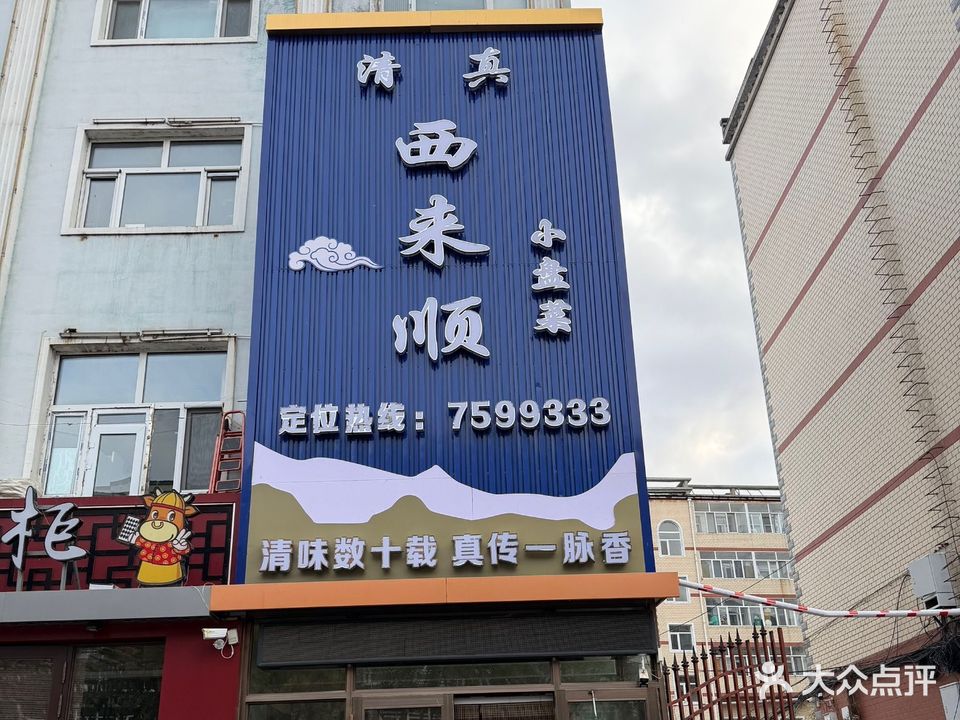 清真
西来顺
小盘菜
定位热线：7599333
清味数十载 真传一脉香
柜
大众点评